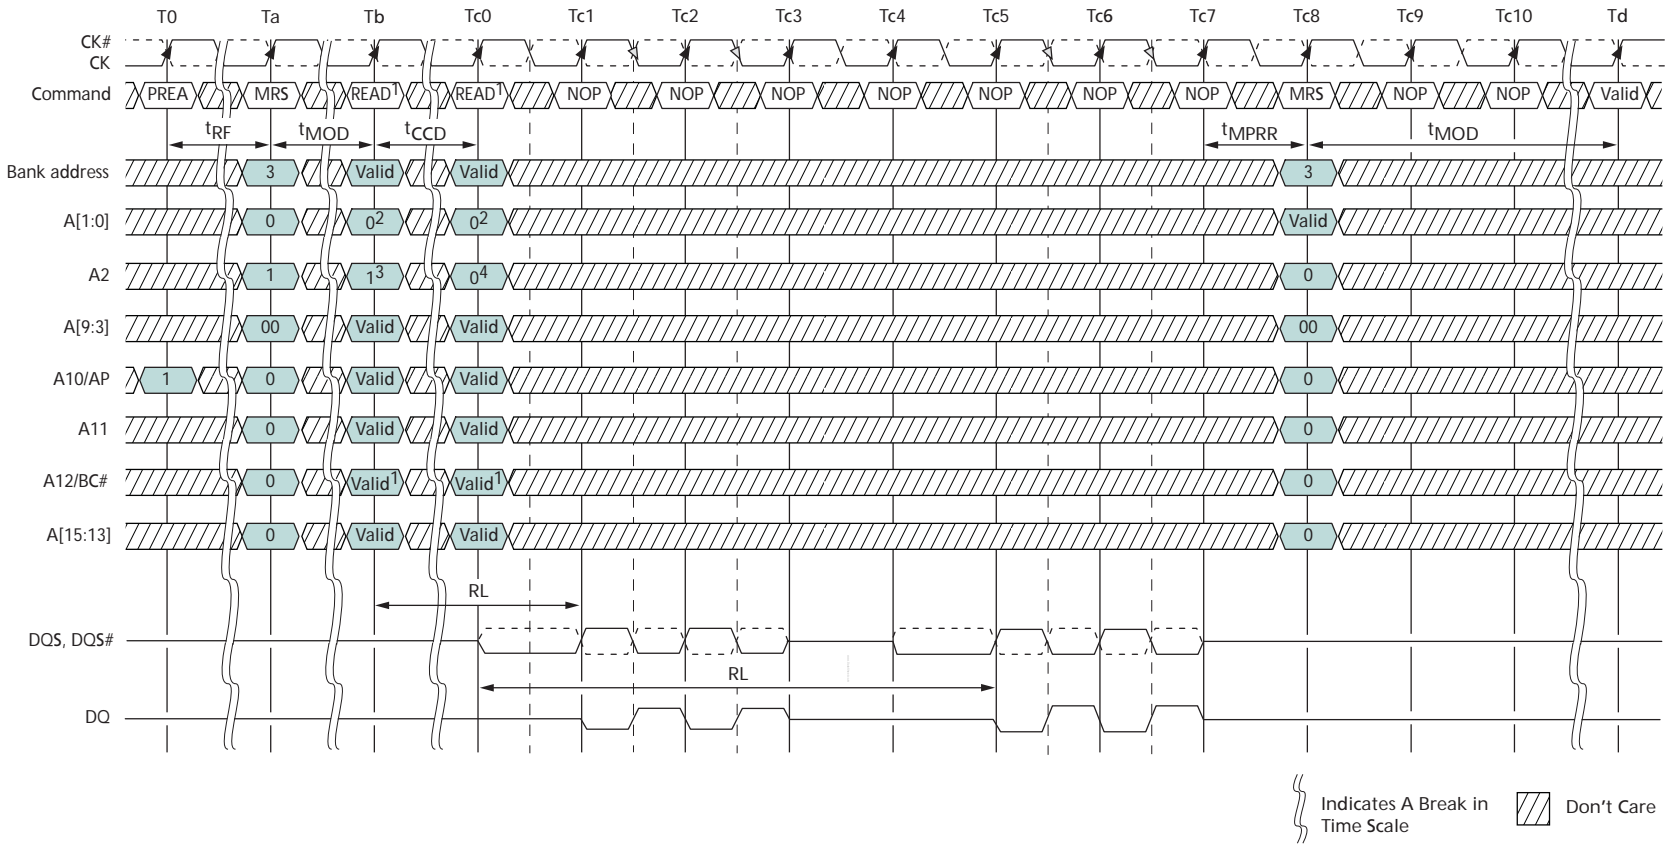 T0 Ta Tb Tc0 Tc1 Tc2 Tc3 Tc4 Tc5 Tc6 Tc7 Tc8 Tc9 Tc10 Td
CK#
CK
Command PREA MRS READ1 READ1 NOP NOP NOP NOP NOP NOP NOP MRS NOP NOP Valid
tRF tMOD tCCD tMPRR tMOD
Bank address 3 Valid Valid 3
A[1:0] 0 02 02 Valid
A2 1 13 04 0
A[9:3] 00 Valid Valid 00
A10/AP 1 0 Valid Valid 0
A11 0 Valid Valid 0
A12/BC# 0 Valid1 Valid1 0
A[15:13] 0 Valid Valid 0
RL
DQS, DQS#
RL
DQ
Indicates A Break in
Time Scale
Don't Care